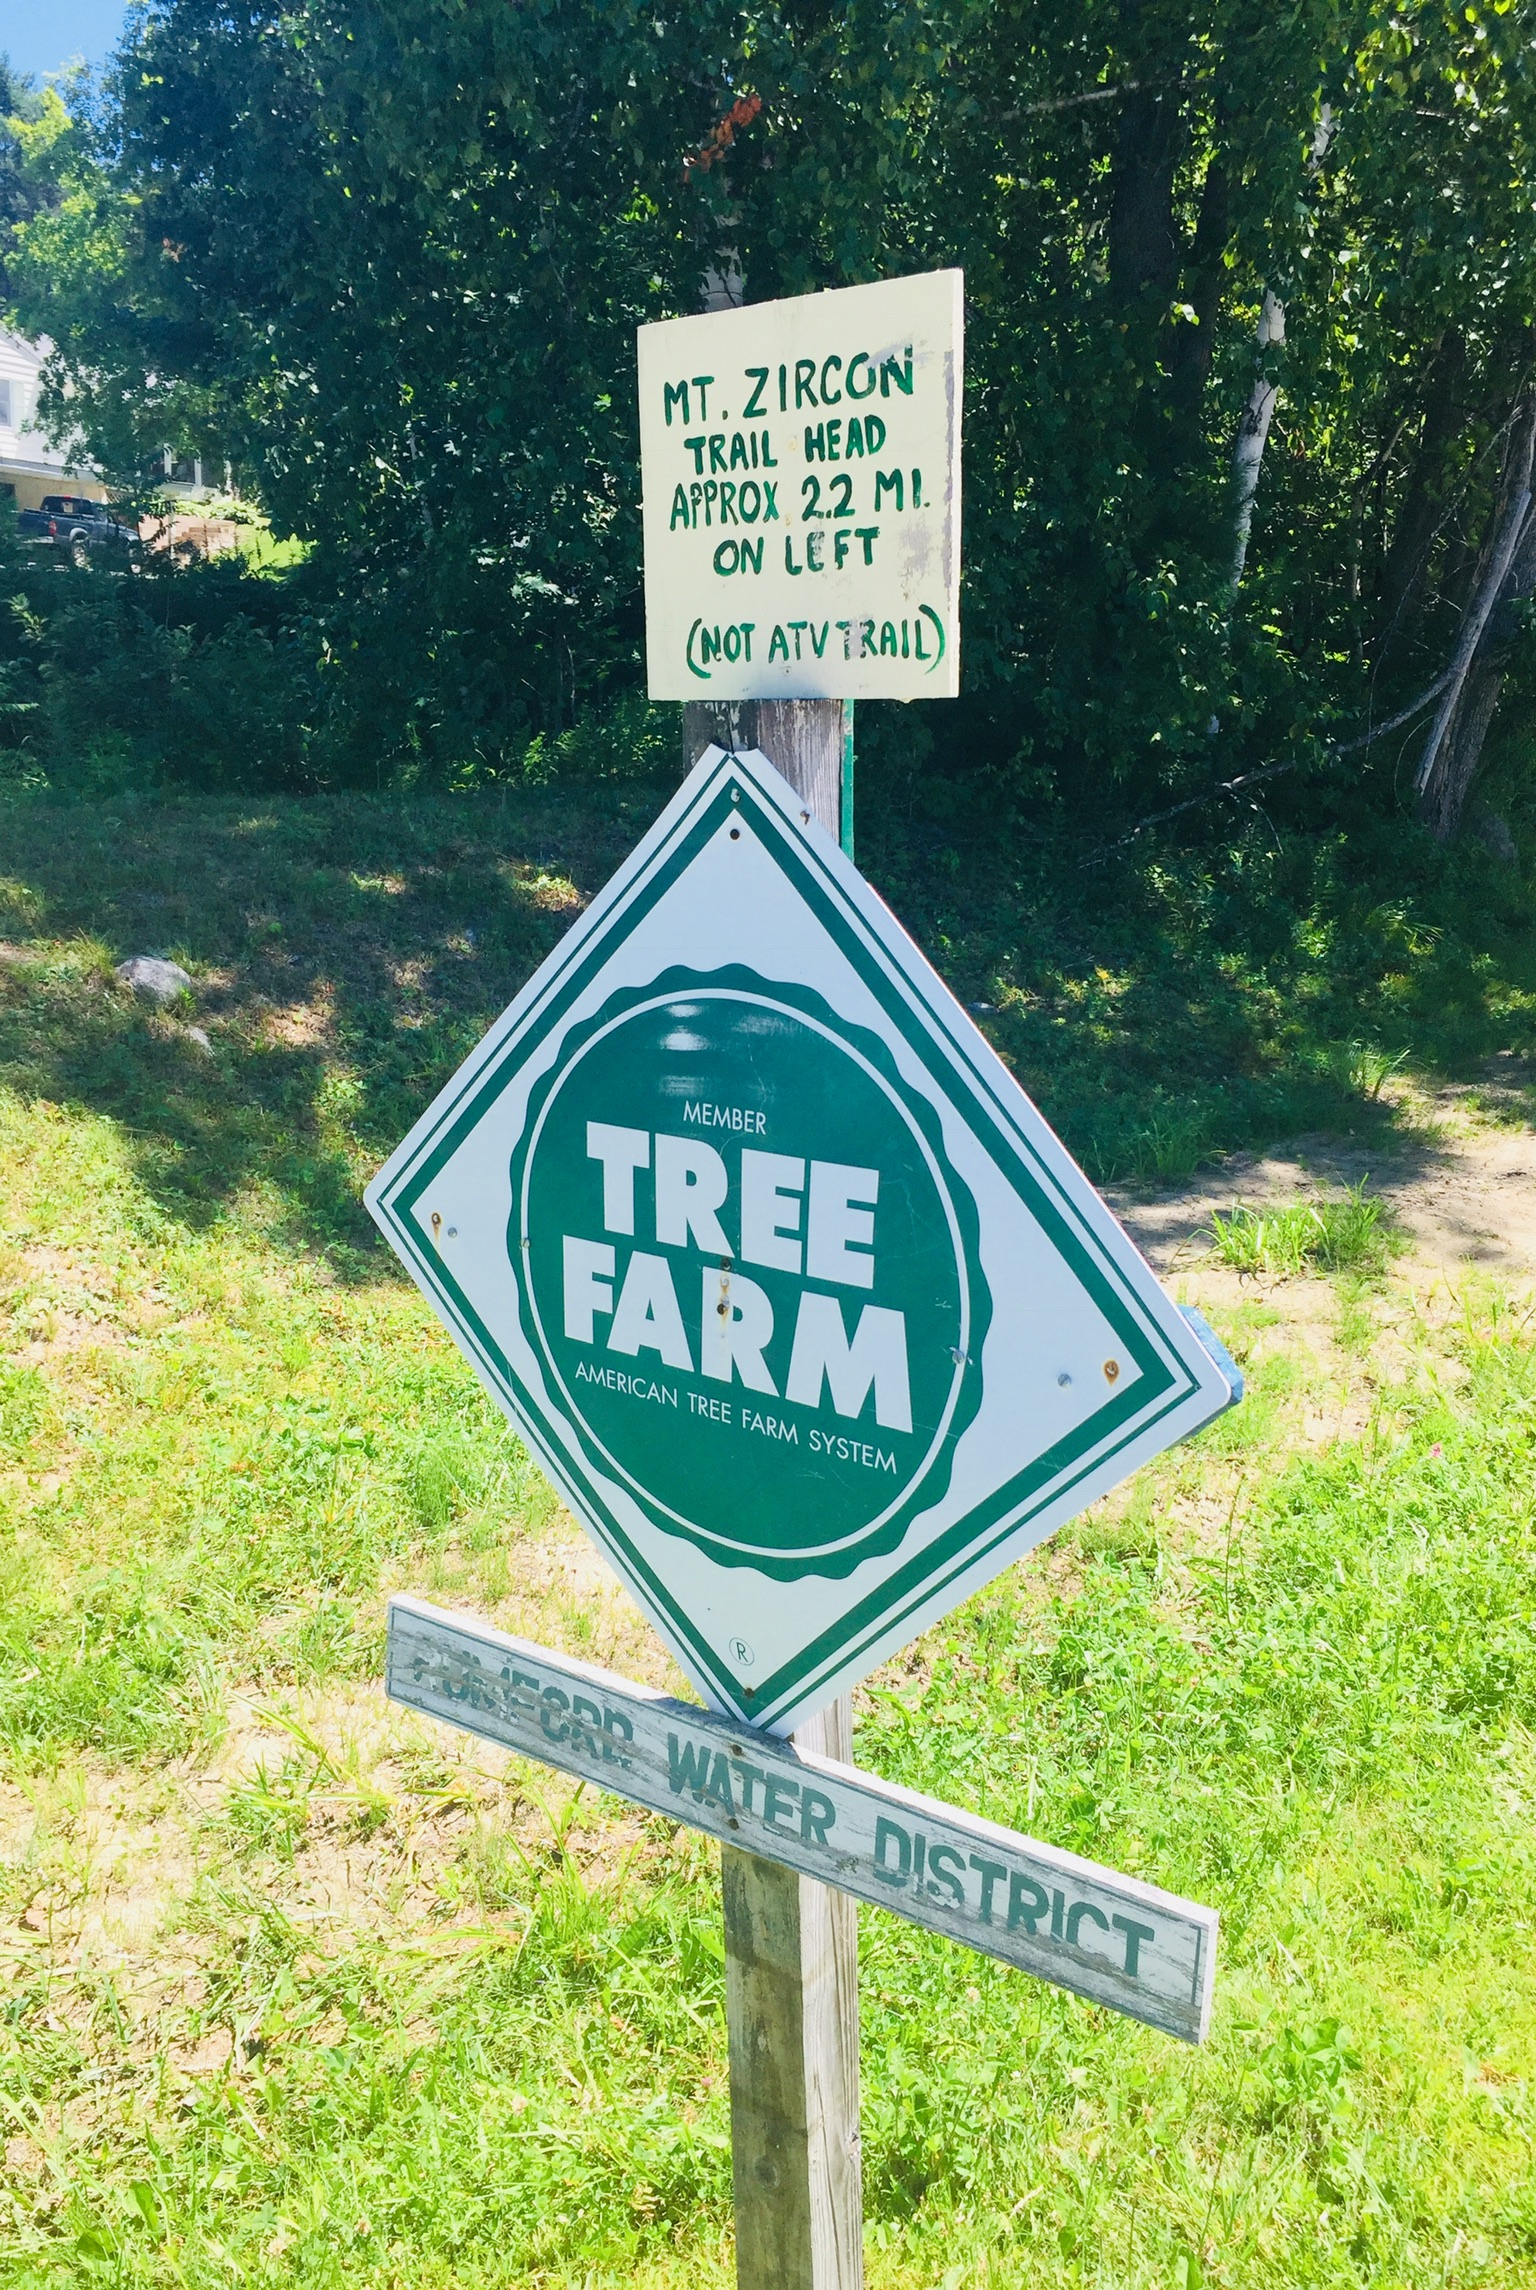 MT. ZIRCON
TRAIL HEAD
APPROX 2.2 MI.
ON LEFT
(NOT ATV TRAIL)
MEMBER
TREE
FARM
AMERICAN TREE FARM SYSTEM
®
RUMFORD WATER DISTRICT